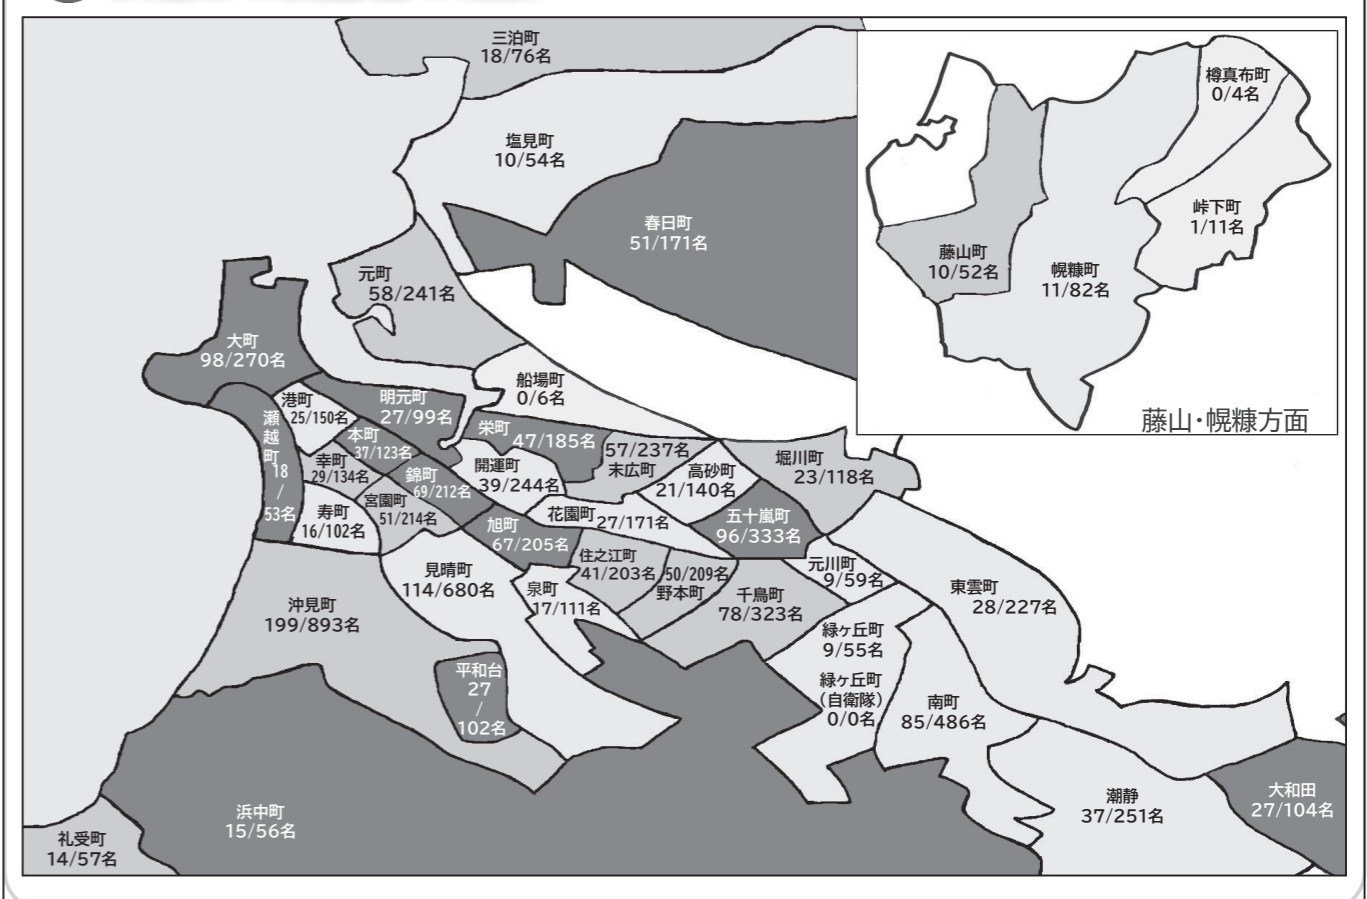 三泊町
18/76名
塩見町
10/54名
春日町
51/171名
元町
58/241名
大町
98/270名
瀬越町
18
/
53名
港町
25/150名
明元町
27/99名
本町
37/123名
幸町
29/134名
寿町
16/102名
宮園町
51/214名
錦町
69/212名
船場町
0/6名
栄町
47/185名
開運町
39/244名
57/237名
末広町
高砂町
21/140名
堀川町
23/118名
花園町
27/171名
五十嵐町
96/333名
旭町
67/205名
住之江町
41/203名
50/209名
野本町
千鳥町
78/323名
元川町
9/59名
東雲町
28/227名
見晴町
114/680名
泉町
17/111名
沖見町
199/893名
平和台
27
/
102名
緑ヶ丘町
9/55名
緑ヶ丘町
(自衛隊)
0/0名
南町
85/486名
潮静
37/251名
大和田
27/104名
浜中町
15/56名
礼受町
14/57名
樽真布町
0/4名
峠下町
1/11名
藤山町
10/52名
幌糠町
11/82名
藤山・幌糠方面